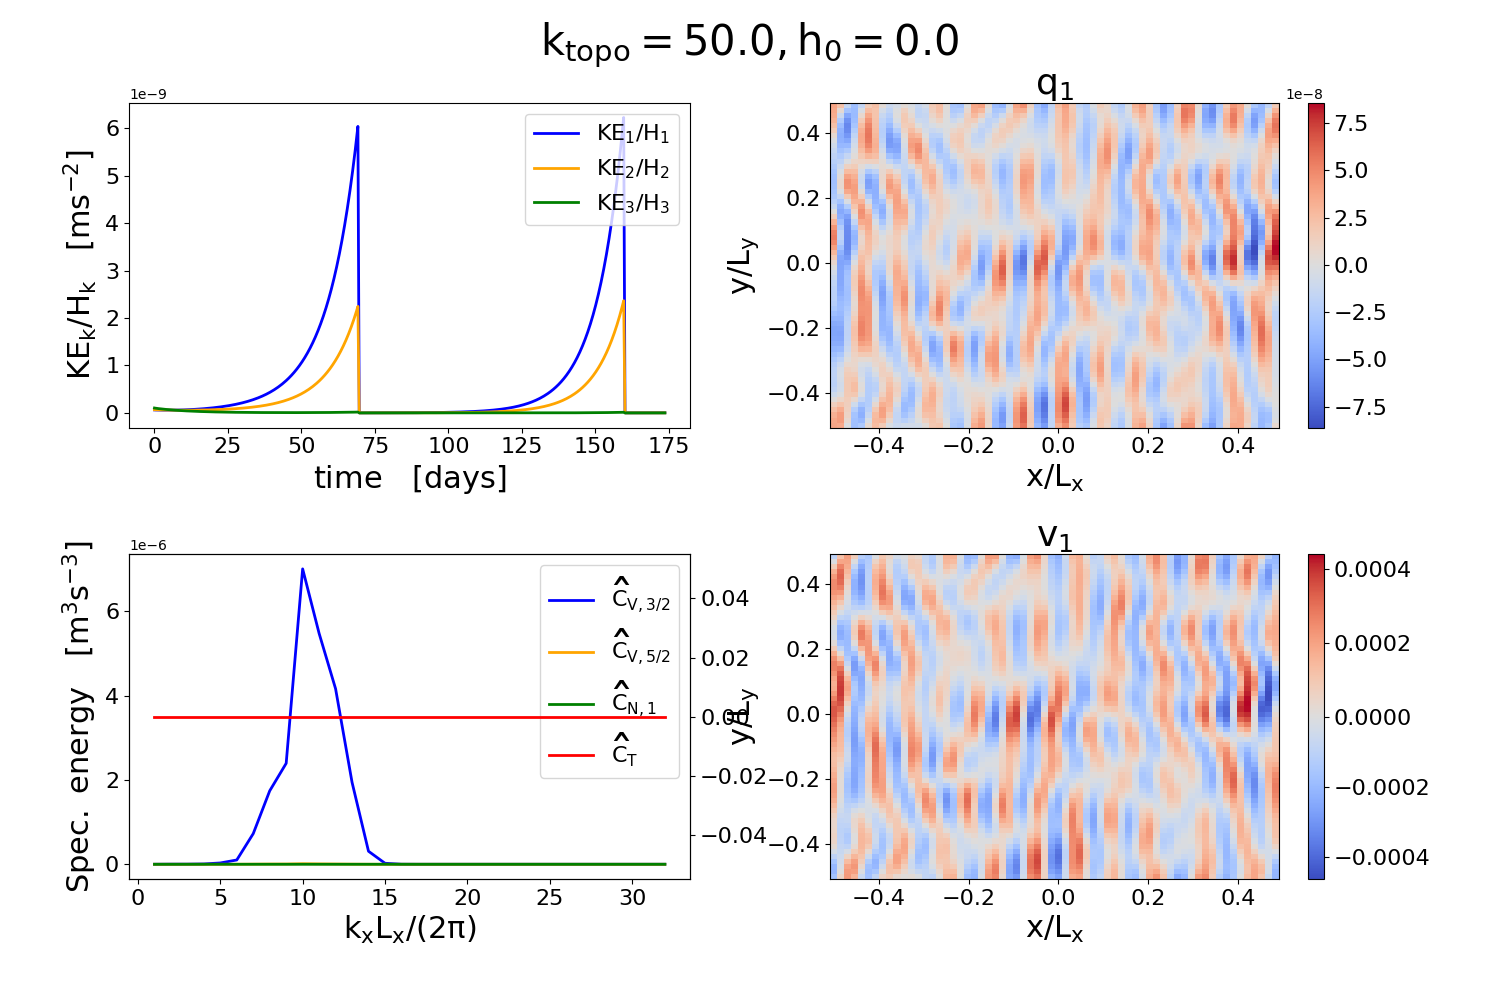 k_topo = 50.0, h_0 = 0.0
1e−9
KE_k/H_k [ms^−2]
6
5
4
3
2
1
0
KE_1/H_1
KE_2/H_2
KE_3/H_3
0 25 50 75 100 125 150 175
time [days]
q_1
1e−8
y/L_y
0.4
0.2
0.0
−0.2
−0.4
−0.4 −0.2 0.0 0.2 0.4
x/L_x
7.5
5.0
2.5
0.0
−2.5
−5.0
−7.5
1e−6
Spec. energy [m^3s^−3]
6
4
2
0
Ĉ_V,3/2
Ĉ_V,5/2
Ĉ_N,1
Ĉ_T
0.04
0.02
0.00
−0.02
−0.04
0 5 10 15 20 25 30
k_xL_x/(2π)
v_1
y/L_y
0.4
0.2
0.0
−0.2
−0.4
−0.4 −0.2 0.0 0.2 0.4
x/L_x
0.0004
0.0002
0.0000
−0.0002
−0.0004